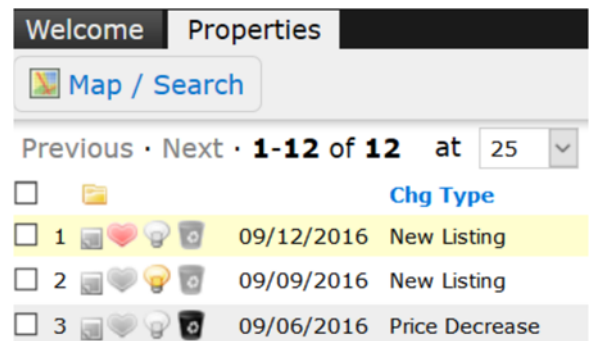 Welcome Properties
Map / Search
Previous · Next · 1-12 of 12 at 25
Chg Type
1 09/12/2016 New Listing
2 09/09/2016 New Listing
3 09/06/2016 Price Decrease